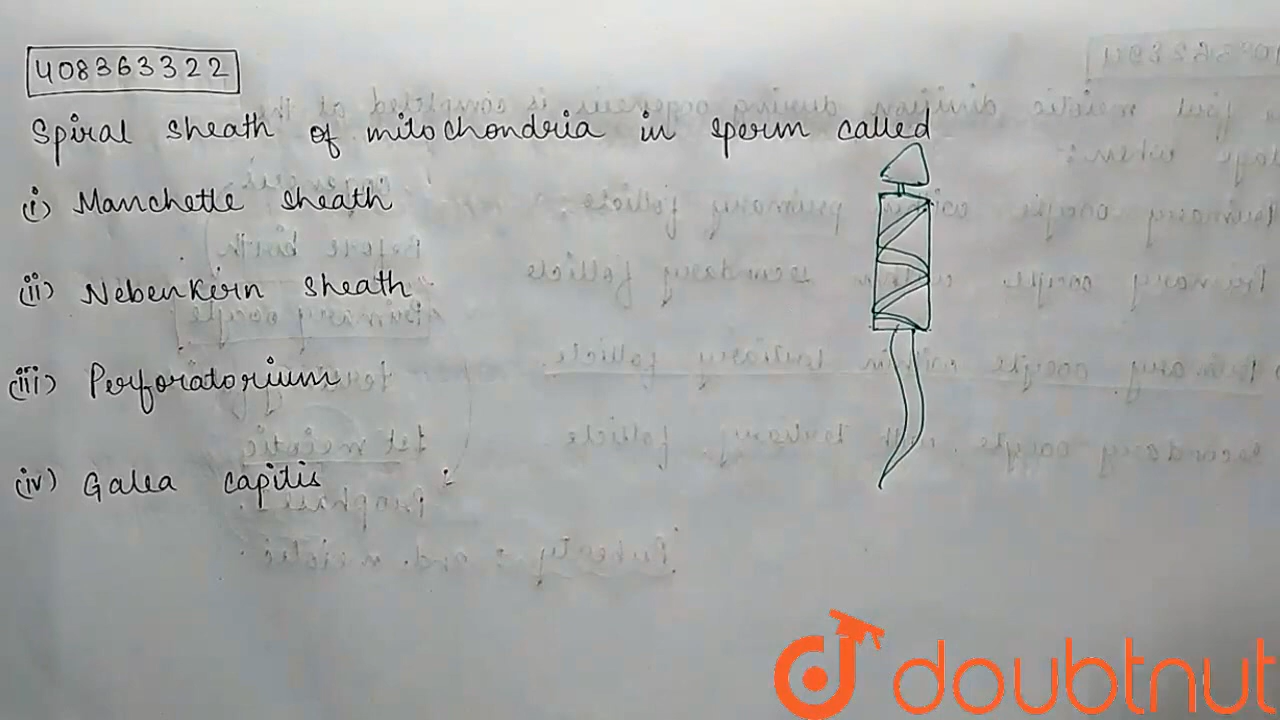 408363322
Spiral sheath of mitochondria in sperm called
(i) Manchette sheath
(ii) Nebenkern sheath
(iii) Perforatorium
(iv) Galea capitis
doubtnut